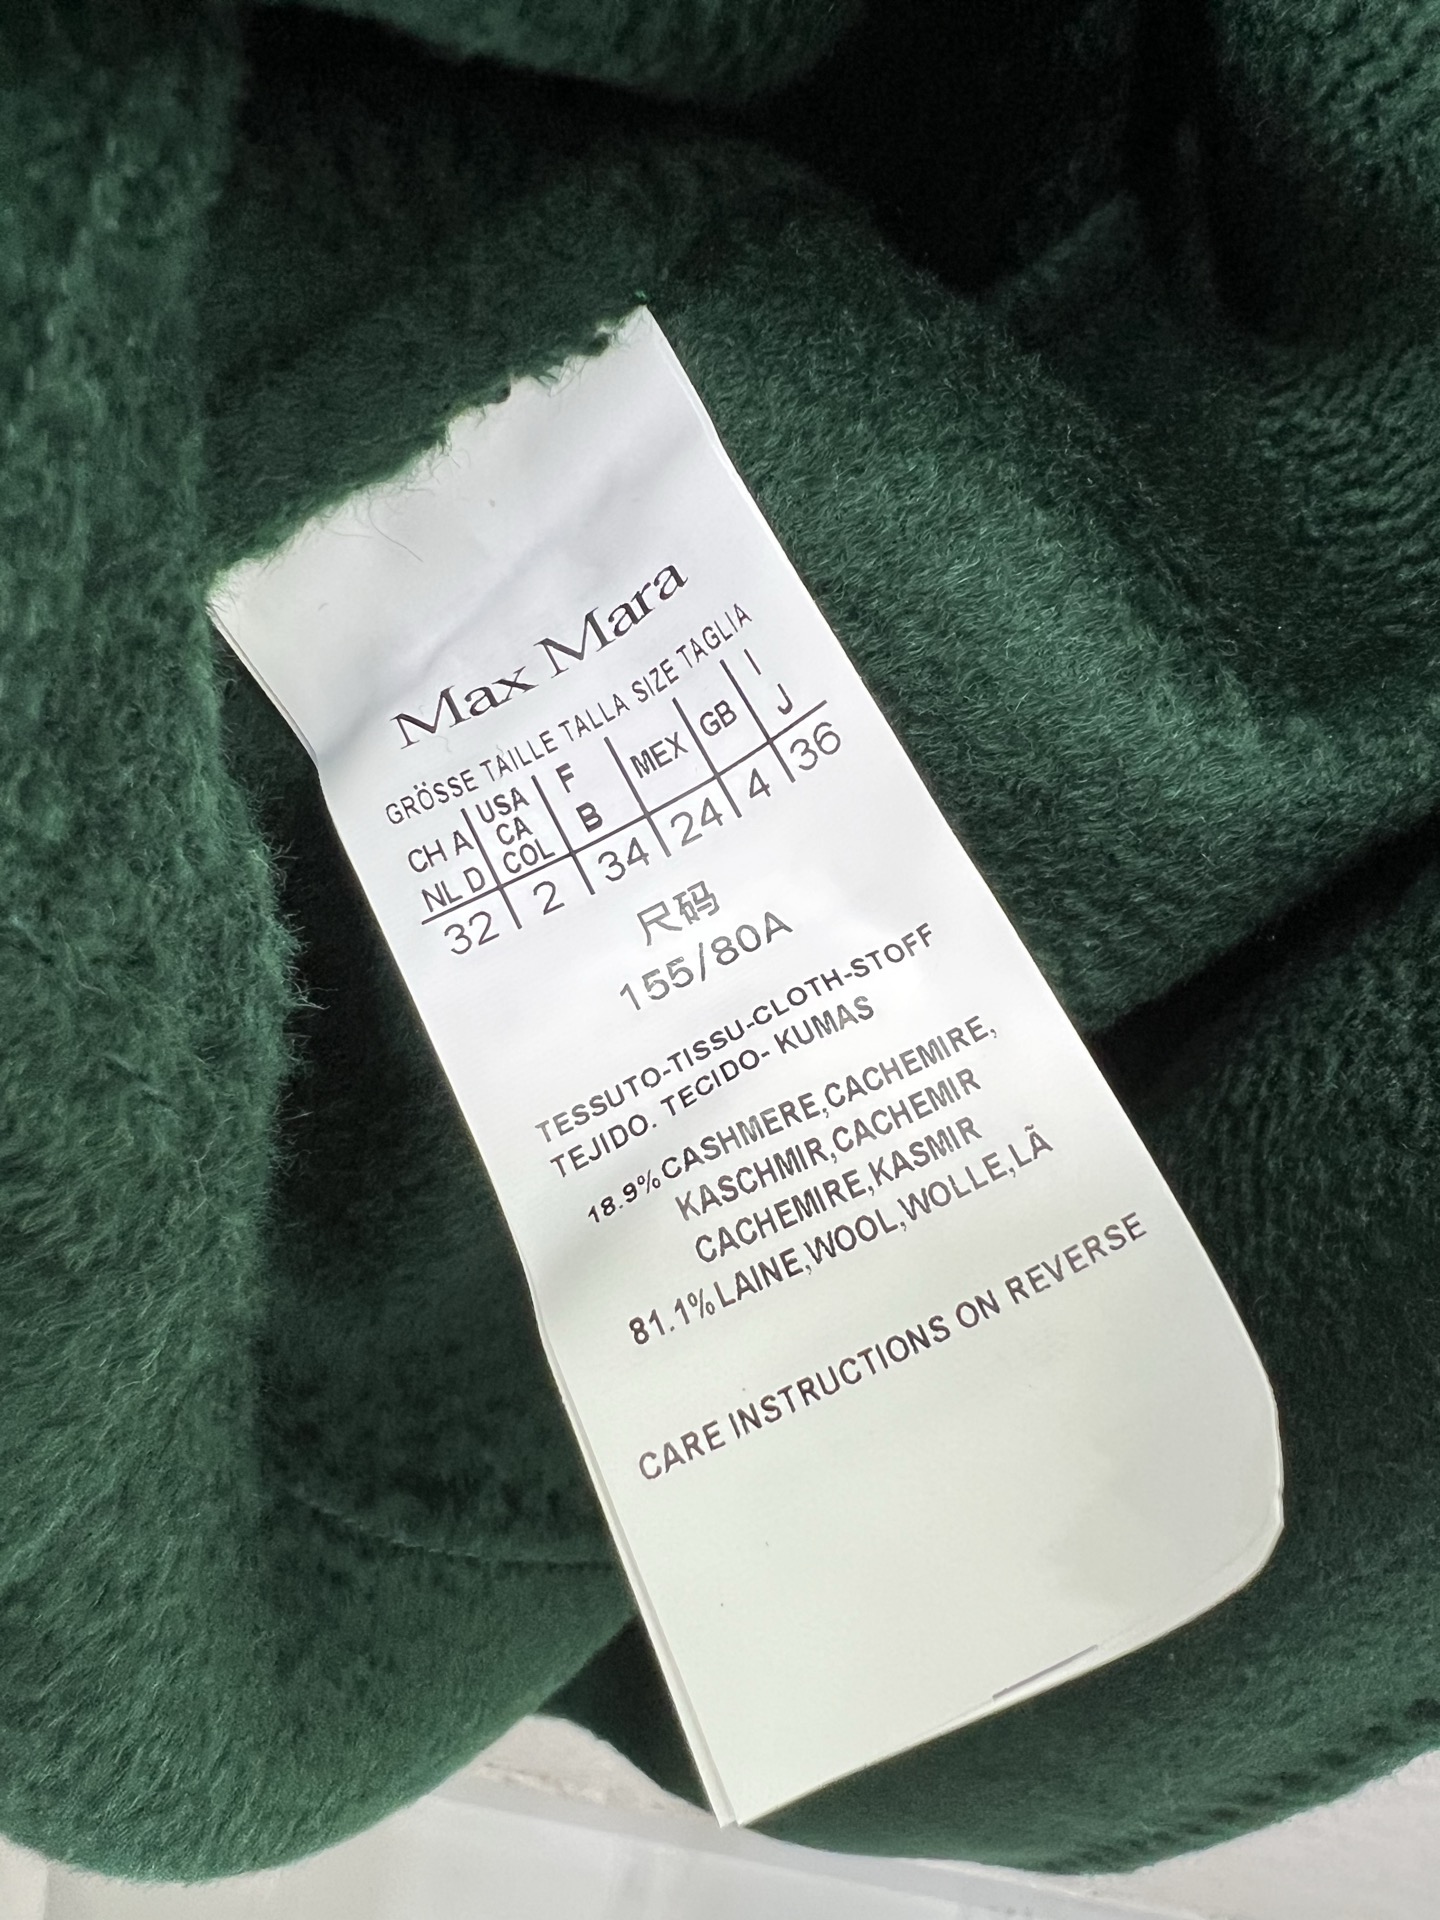 Max Mara
GRÖSSE TAILLE TALLA SIZE TAGLIA
CH A USA F MEX GB I
NL D CA B J
COL
32 2 34 24 4 36
尺码
155/80A
TESSUTO-TISSU-CLOTH-STOFF
TEJIDO. TECIDO- KUMAS
18.9% CASHMERE,CACHEMIRE,
KASCHMIR,CACHEMIR
CACHEMIRE,KASMIR
81.1% LAINE,WOOL,WOLLE,LÃ
CARE INSTRUCTIONS ON REVERSE